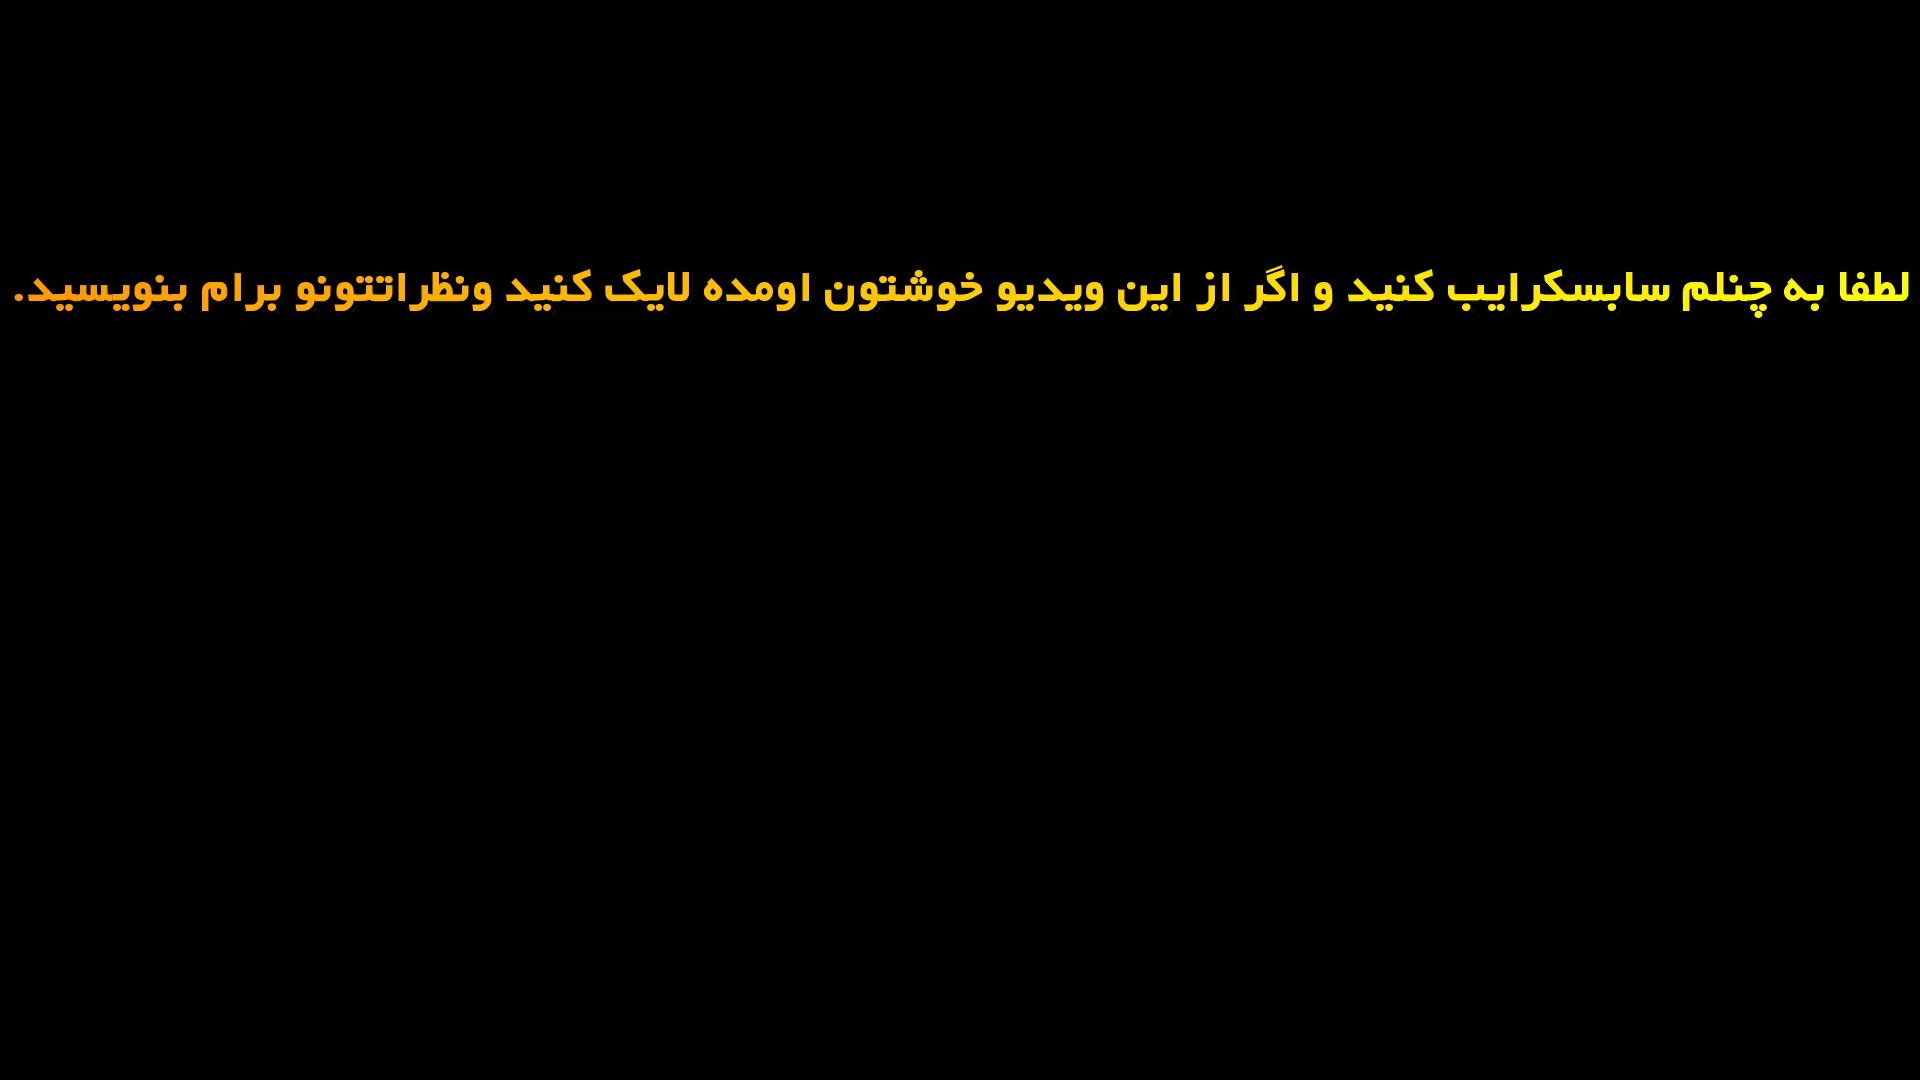 لطفا به چنلم سابسکرایب کنید و اگر از این ویدیو خوشتون اومده لایک کنید ونظراتتونو برام بنویسید.